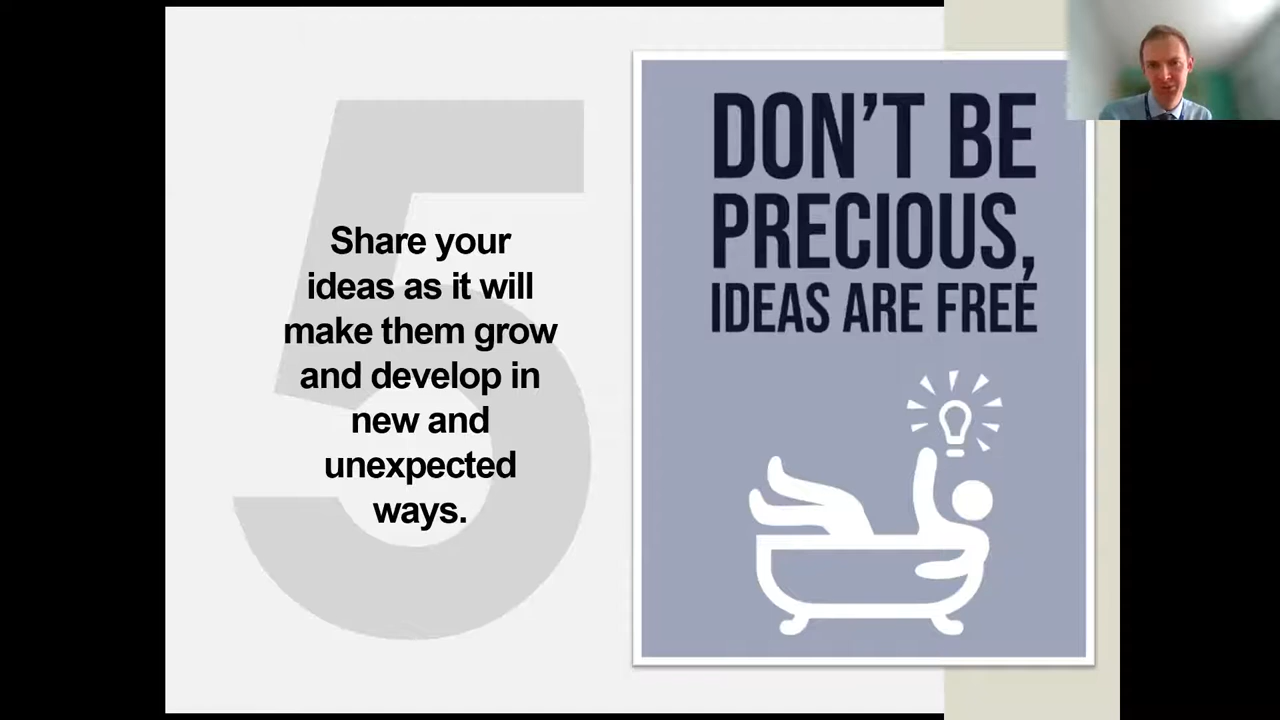 5
Share your
ideas as it will
make them grow
and develop in
new and
unexpected
ways.
DON'T BE
PRECIOUS,
IDEAS ARE FREE